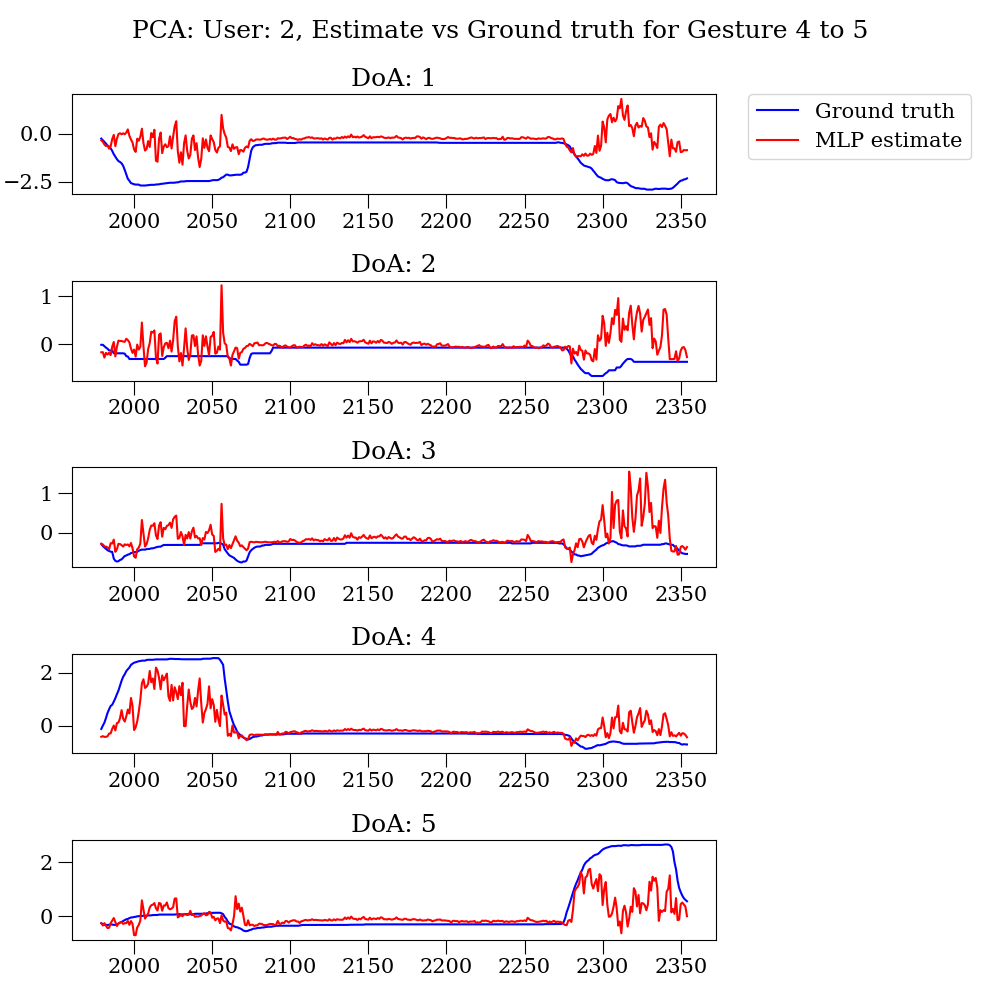 PCA: User: 2, Estimate vs Ground truth for Gesture 4 to 5
DoA: 1
Ground truth
MLP estimate
0.0
−2.5
2000 2050 2100 2150 2200 2250 2300 2350
DoA: 2
1
0
2000 2050 2100 2150 2200 2250 2300 2350
DoA: 3
1
0
2000 2050 2100 2150 2200 2250 2300 2350
DoA: 4
2
0
2000 2050 2100 2150 2200 2250 2300 2350
DoA: 5
2
0
2000 2050 2100 2150 2200 2250 2300 2350